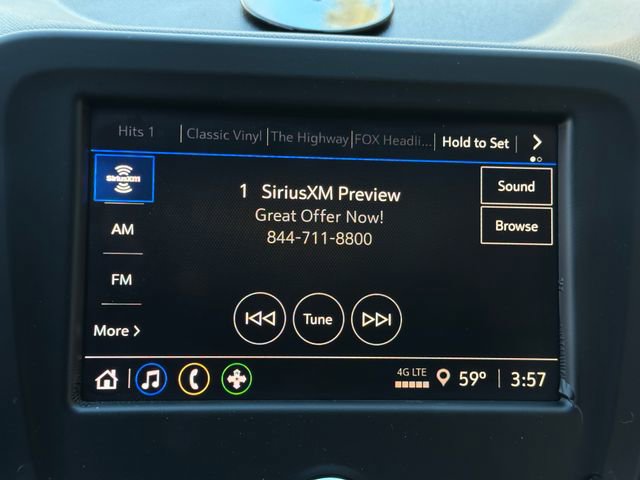 Hits 1 Classic Vinyl The Highway FOX Headli... Hold to Set
SiriusXM
1 SiriusXM Preview
Sound
Great Offer Now!
AM
Browse
844-711-8800
FM
Tune
More
4G LTE
59° 3:57